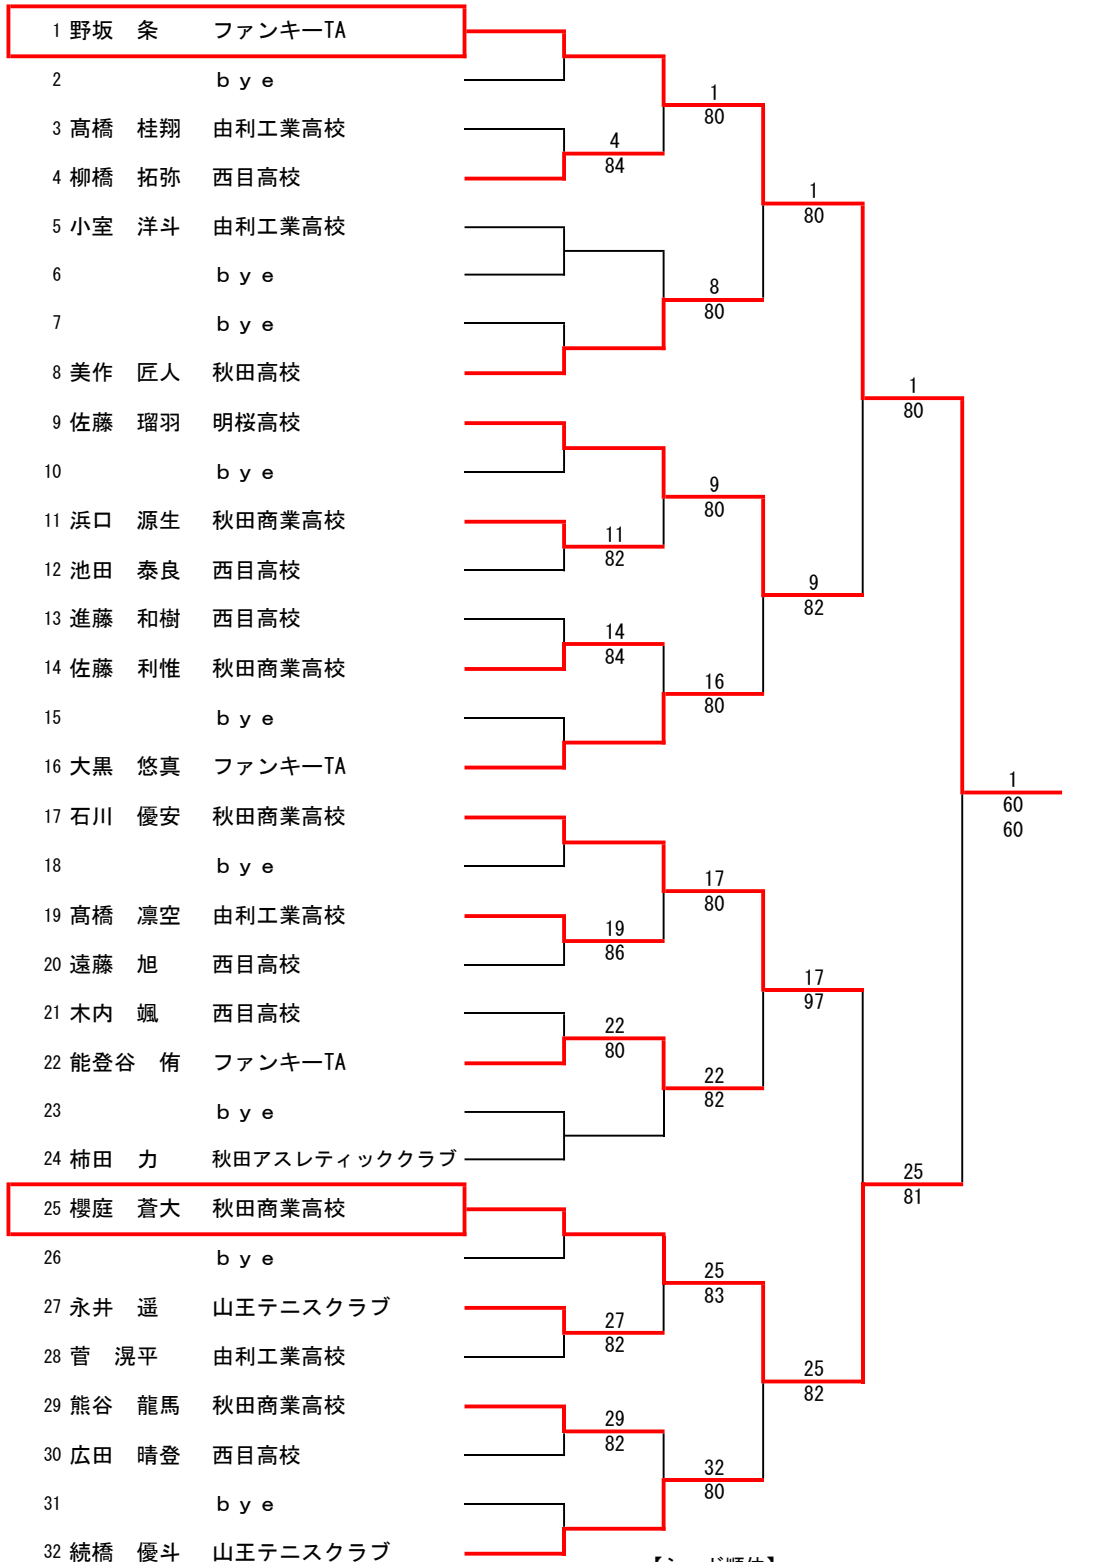 1 野坂　条　ファンキーTA
2 ｂｙｅ
1
80
3 髙橋　桂翔　由利工業高校
4
84
4 柳橋　拓弥　西目高校
1
80
5 小室　洋斗　由利工業高校
6 ｂｙｅ
8
80
7 ｂｙｅ
8 美作　匠人　秋田高校
1
80
9 佐藤　瑠羽　明桜高校
10 ｂｙｅ
9
80
11 浜口　源生　秋田商業高校
11
82
12 池田　泰良　西目高校
9
82
13 進藤　和樹　西目高校
14
84
14 佐藤　利惟　秋田商業高校
16
80
15 ｂｙｅ
16 大黒　悠真　ファンキーTA
1
60
60
17 石川　優安　秋田商業高校
18 ｂｙｅ
17
80
19 髙橋　凛空　由利工業高校
19
86
20 遠藤　旭　西目高校
17
97
21 木内　颯　西目高校
22
80
22 能登谷　侑　ファンキーTA
22
82
23 ｂｙｅ
24 柿田　力　秋田アスレティッククラブ
25
81
25 櫻庭　蒼大　秋田商業高校
26 ｂｙｅ
25
83
27 永井　遥　山王テニスクラブ
27
82
28 菅　滉平　由利工業高校
25
82
29 熊谷　龍馬　秋田商業高校
29
82
30 広田　晴登　西目高校
32
80
31 ｂｙｅ
32 続橋　優斗　山王テニスクラブ